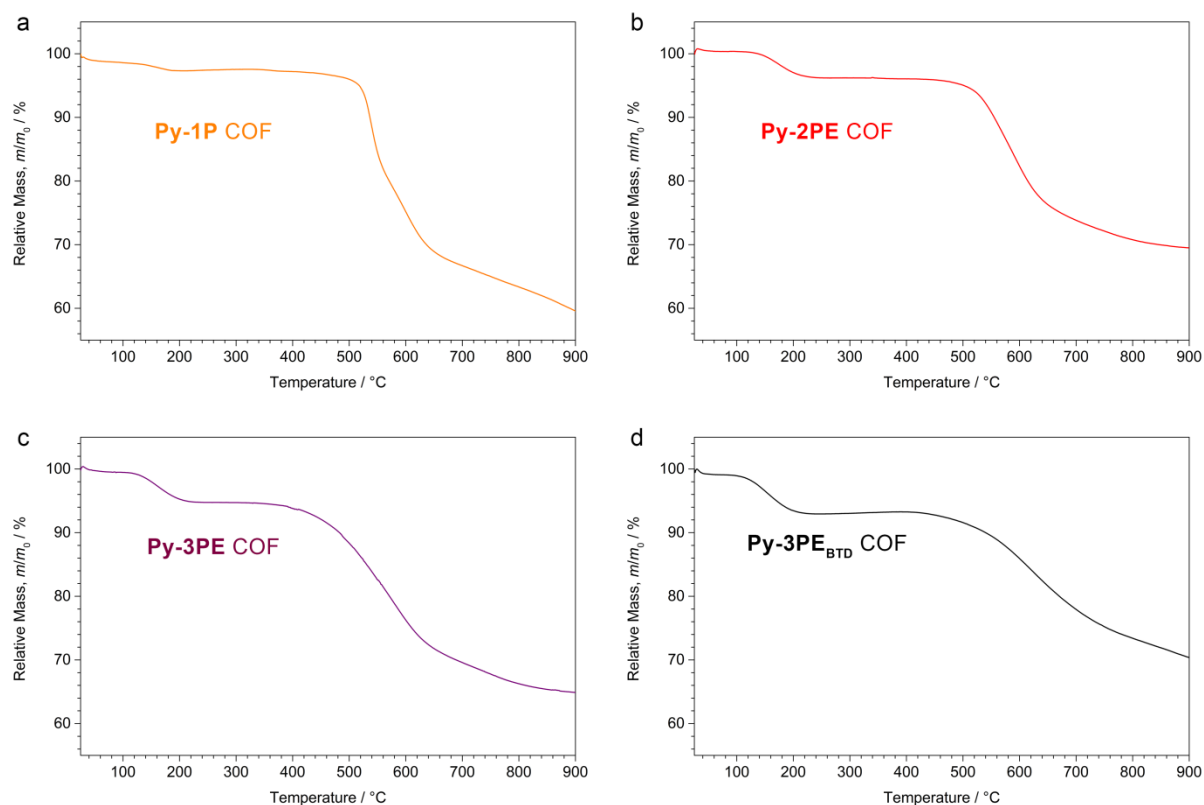 a
100
90
80
70
60
Relative Mass, m/m₀ / %
Py-1P COF
100 200 300 400 500 600 700 800 900
Temperature / °C
b
100
90
80
70
60
Relative Mass, m/m₀ / %
Py-2PE COF
100 200 300 400 500 600 700 800 900
Temperature / °C
c
100
90
80
70
60
Relative Mass, m/m₀ / %
Py-3PE COF
100 200 300 400 500 600 700 800 900
Temperature / °C
d
100
90
80
70
60
Relative Mass, m/m₀ / %
Py-3PE_BTD COF
100 200 300 400 500 600 700 800 900
Temperature / °C